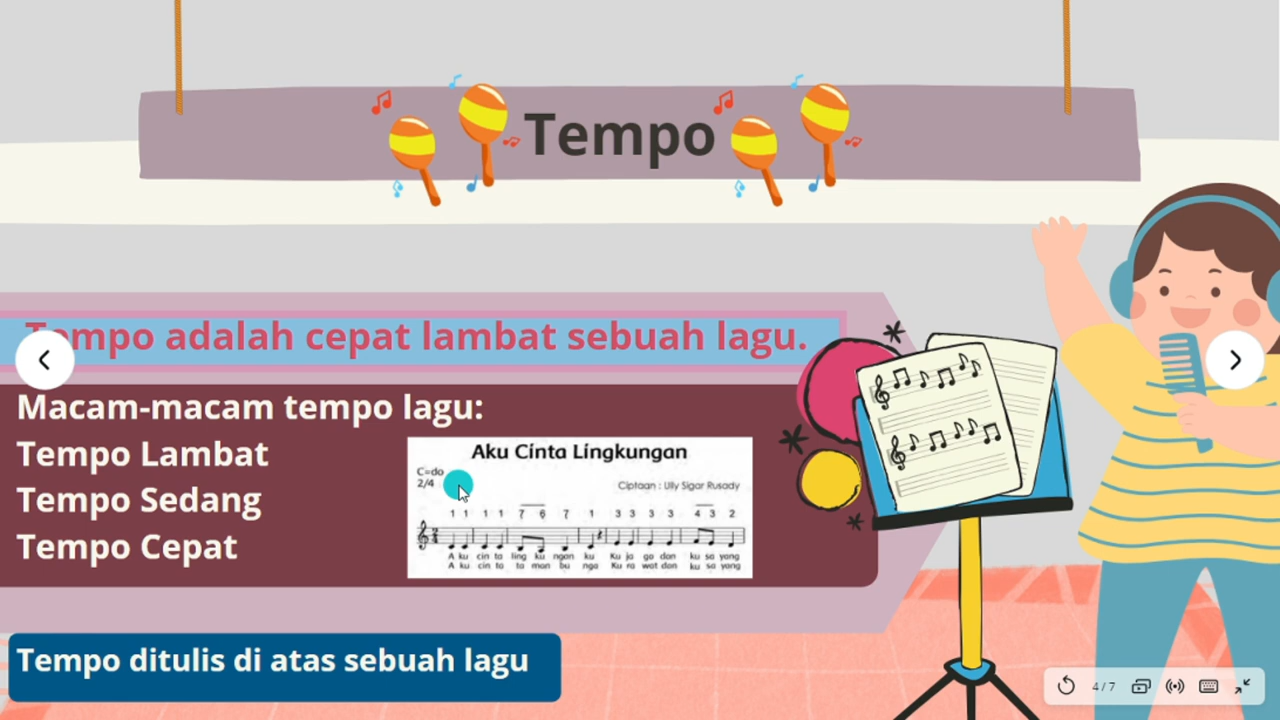 Tempo
Tempo adalah cepat lambat sebuah lagu.
Macam-macam tempo lagu:
Tempo Lambat
Tempo Sedang
Tempo Cepat
Aku Cinta Lingkungan
C=do
2/4
Ciptaan : Ully Sigar Rusady
1 1 1 1 7 6 7 1 3 3 3 3 4 3 2
A ku cin ta ling ku ngan ku Ku ja ga dan ku sa yang
A ku cin ta ta man bu nga Ku ra wat dan ku sa yang
Tempo ditulis di atas sebuah lagu
4/7